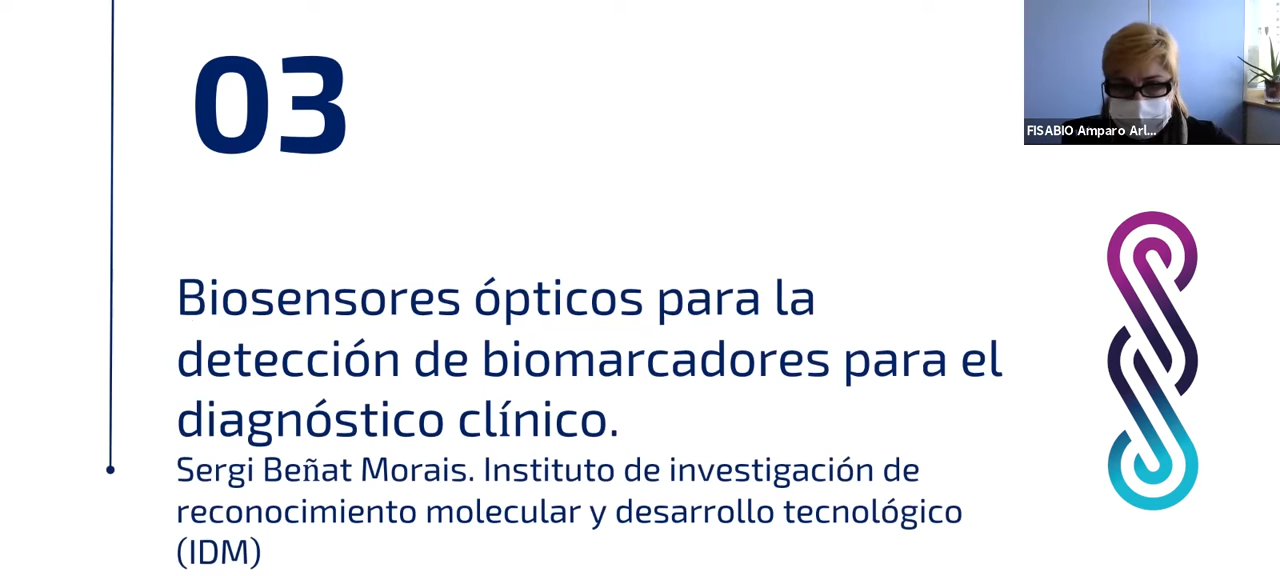 03
FISABIO Amparo Arl...
Biosensores ópticos para la
detección de biomarcadores para el
diagnóstico clínico.
Sergi Beñat Morais. Instituto de investigación de
reconocimiento molecular y desarrollo tecnológico
(IDM)